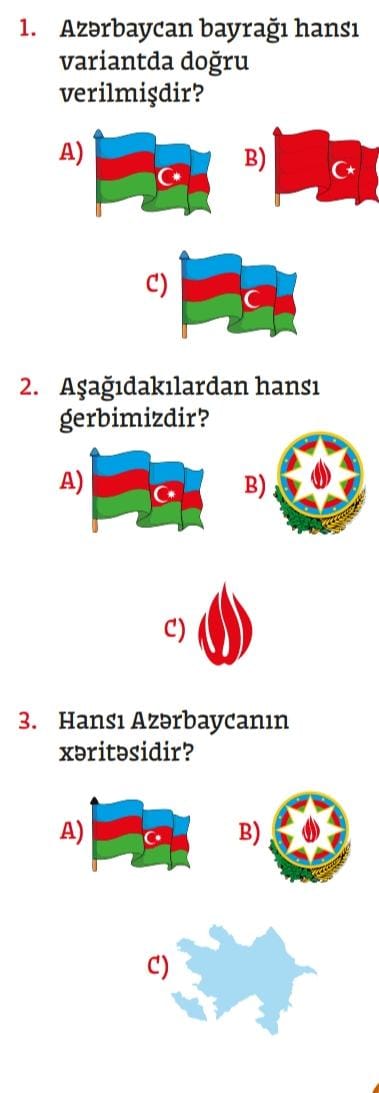 1. Azərbaycan bayrağı hansı
variantda doğru
verilmişdir?
A) B)
C)
2. Aşağıdakılardan hansı
gerbimizdir?
A) B)
C)
3. Hansı Azərbaycanın
xəritəsidir?
A) B)
C)